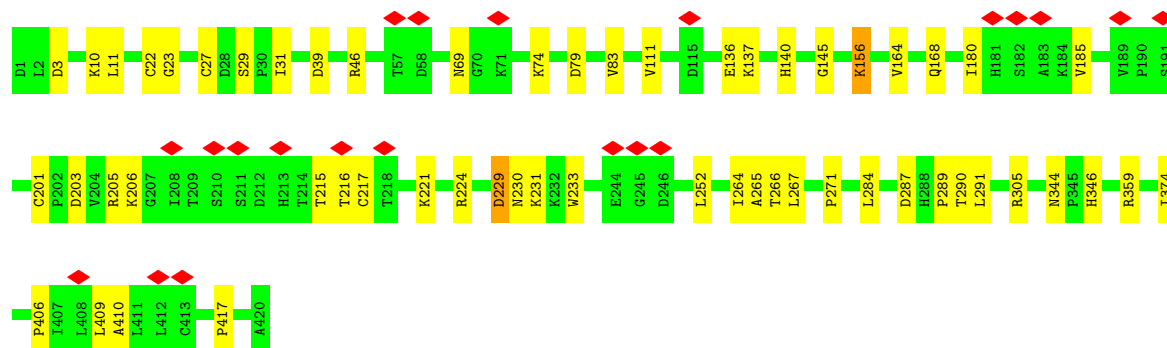 D1 L2 D3 K10 L11 C22 G23 C27 D28 S29 P30 I31 D39 R46 T57 D58 N69 G70 K71 K74 D79 V83 V111 D115 E136 K137 H140 G145 K156 V164 Q168 I180 H181 S182 A183 K184 V185 V189 P190 S191
C201 P202 D203 V204 R205 K206 G207 I208 T209 S210 S211 D212 H213 T214 T215 T216 C217 T218 K221 R224 D229 N230 K231 K232 W233 E244 G245 D246 L252 I264 A265 T266 L267 P271 L284 D287 H288 P289 T290 L291 R305 N344 P345 H346 R359
P406 I407 L408 L409 A410 L411 L412 C413 P417 A420